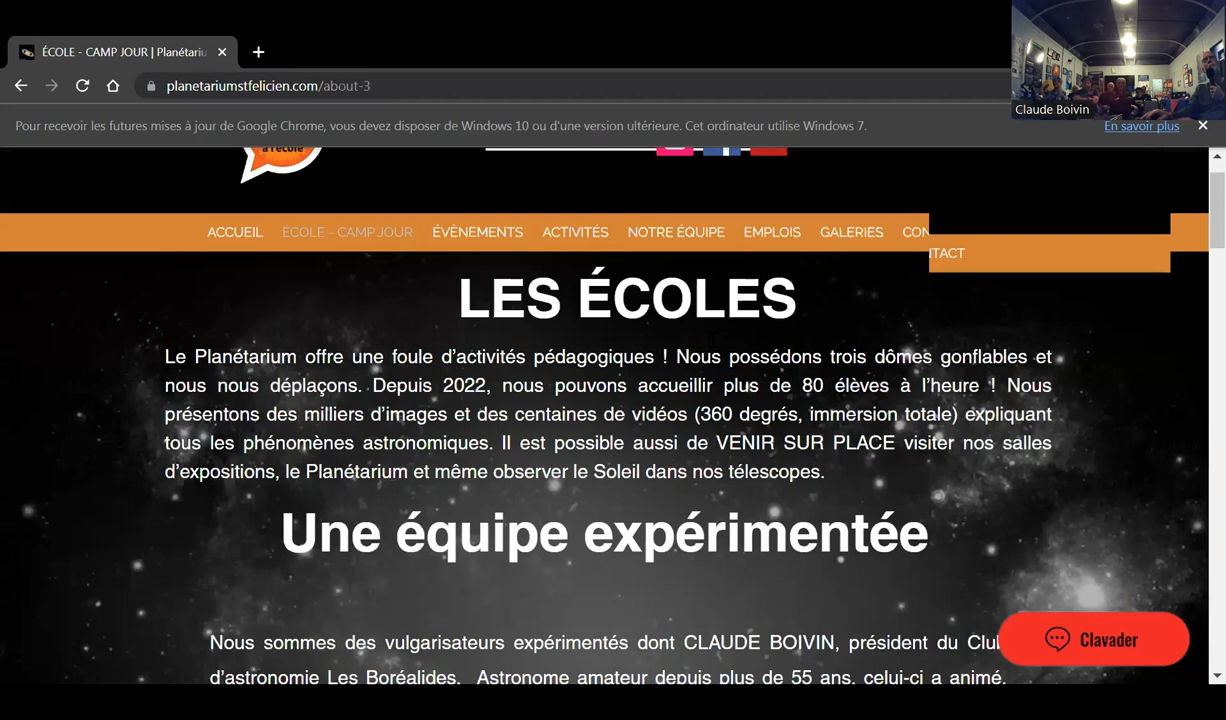 ÉCOLE - CAMP JOUR | Planétariu
planetariumstfelicien.com/about-3
Claude Boivin
Pour recevoir les futures mises à jour de Google Chrome, vous devez disposer de Windows 10 ou d'une version ultérieure. Cet ordinateur utilise Windows 7.
En savoir plus
à l'école
ACCUEIL ÉCOLE - CAMP JOUR ÉVÈNEMENTS ACTIVITÉS NOTRE ÉQUIPE EMPLOIS GALERIES CONTACT
LES ÉCOLES
Le Planétarium offre une foule d'activités pédagogiques ! Nous possédons trois dômes gonflables et
nous nous déplaçons. Depuis 2022, nous pouvons accueillir plus de 80 élèves à l'heure ! Nous
présentons des milliers d'images et des centaines de vidéos (360 degrés, immersion totale) expliquant
tous les phénomènes astronomiques. Il est possible aussi de VENIR SUR PLACE visiter nos salles
d'expositions, le Planétarium et même observer le Soleil dans nos télescopes.
Une équipe expérimentée
Nous sommes des vulgarisateurs expérimentés dont CLAUDE BOIVIN, président du Clu
d'astronomie Les Boréalides. Astronome amateur depuis plus de 55 ans, celui-ci a animé,
Clavader